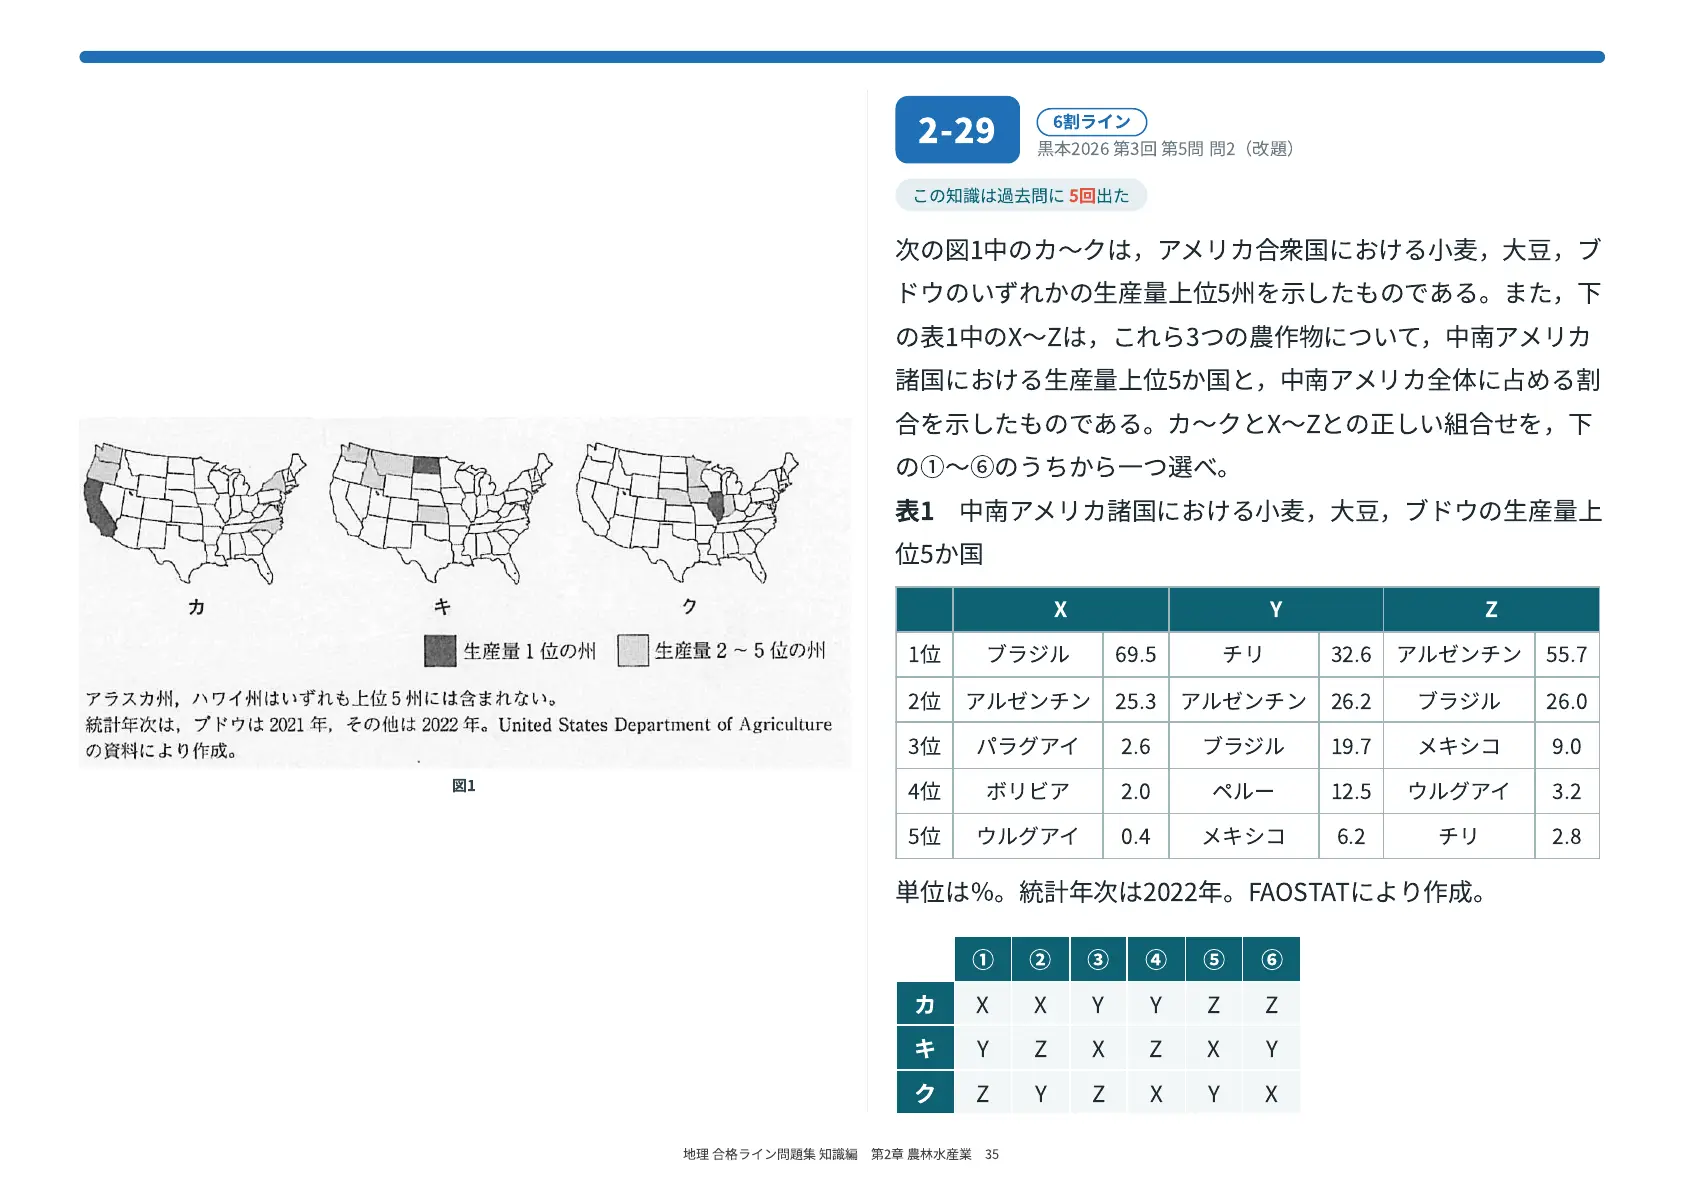 カ
キ
ク
生産量1位の州
生産量2～5位の州
アラスカ州，ハワイ州はいずれも上位5州には含まれない。
統計年次は，ブドウは2021年，その他は2022年。United States Department of Agriculture
の資料により作成。
図1
2-29
6割ライン
黒本2026 第3回 第5問 問2（改題）
この知識は過去問に 5回出た
次の図1中のカ～クは，アメリカ合衆国における小麦，大豆，ブ
ドウのいずれかの生産量上位5州を示したものである。また，下
の表1中のX～Zは，これら3つの農作物について，中南アメリカ
諸国における生産量上位5か国と，中南アメリカ全体に占める割
合を示したものである。カ～クとX～Zとの正しい組合せを，下
の①～⑥のうちから一つ選べ。
表1　中南アメリカ諸国における小麦，大豆，ブドウの生産量上
位5か国
X Y Z
1位 ブラジル 69.5 チリ 32.6 アルゼンチン 55.7
2位 アルゼンチン 25.3 アルゼンチン 26.2 ブラジル 26.0
3位 パラグアイ 2.6 ブラジル 19.7 メキシコ 9.0
4位 ボリビア 2.0 ペルー 12.5 ウルグアイ 3.2
5位 ウルグアイ 0.4 メキシコ 6.2 チリ 2.8
単位は%。統計年次は2022年。FAOSTATにより作成。
① ② ③ ④ ⑤ ⑥
カ X X Y Y Z Z
キ Y Z X Z X Y
ク Z Y Z X Y X
地理 合格ライン問題集 知識編　第2章 農林水産業　35